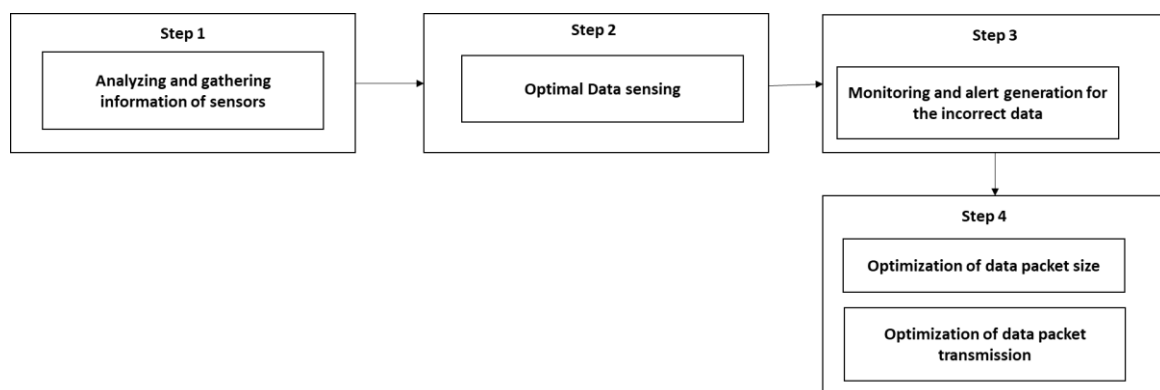 Step 1
Analyzing and gathering
information of sensors
Step 2
Optimal Data sensing
Step 3
Monitoring and alert generation for
the incorrect data
Step 4
Optimization of data packet size
Optimization of data packet
transmission